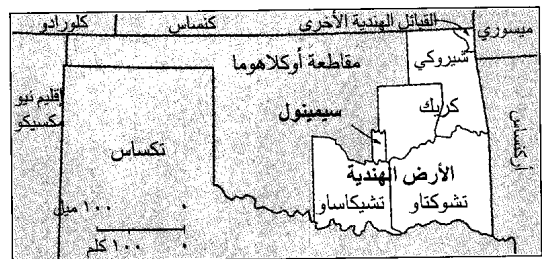 القبائل الهندية الأخرى
ميسوري
كنساس
كلورادو
شيروكي
مقاطعة أوكلاهوما
إقليم نيو
مكسيكو
كريك
سيمينول
أركنساس
تكساس
الأرض الهندية
تشوكتاو
تشيكاساو
١٠٠ ميل
١٠٠ كلم